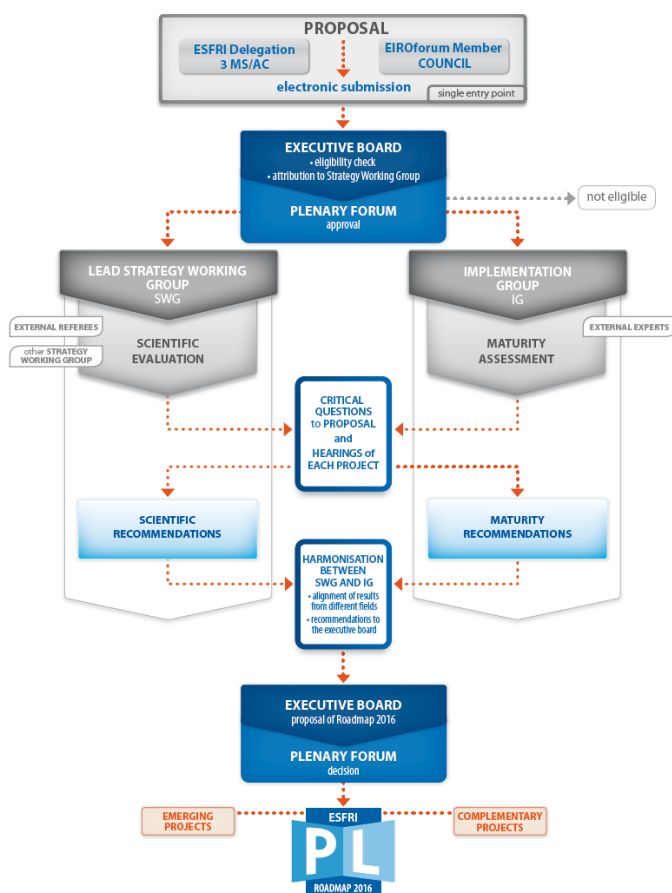 PROPOSAL
ESFRI Delegation
3 MS/AC
EIROforum Member
COUNCIL
electronic submission
single entry point
EXECUTIVE BOARD
• eligibility check
• attribution to Strategy Working Group
PLENARY FORUM
approval
not eligible
LEAD STRATEGY WORKING
GROUP
SWG
IMPLEMENTATION
GROUP
IG
EXTERNAL REFEREES
other STRATEGY
WORKING GROUP
SCIENTIFIC
EVALUATION
MATURITY
ASSESSMENT
EXTERNAL EXPERTS
CRITICAL
QUESTIONS
to PROPOSAL
and
HEARINGS of
EACH PROJECT
SCIENTIFIC
RECOMMENDATIONS
MATURITY
RECOMMENDATIONS
HARMONISATION
BETWEEN
SWG AND IG
• alignment of results
from different fields
• recommendations to
the executive board
EXECUTIVE BOARD
proposal of Roadmap 2016
PLENARY FORUM
decision
EMERGING
PROJECTS
COMPLEMENTARY
PROJECTS
ESFRI
PL
ROADMAP 2016